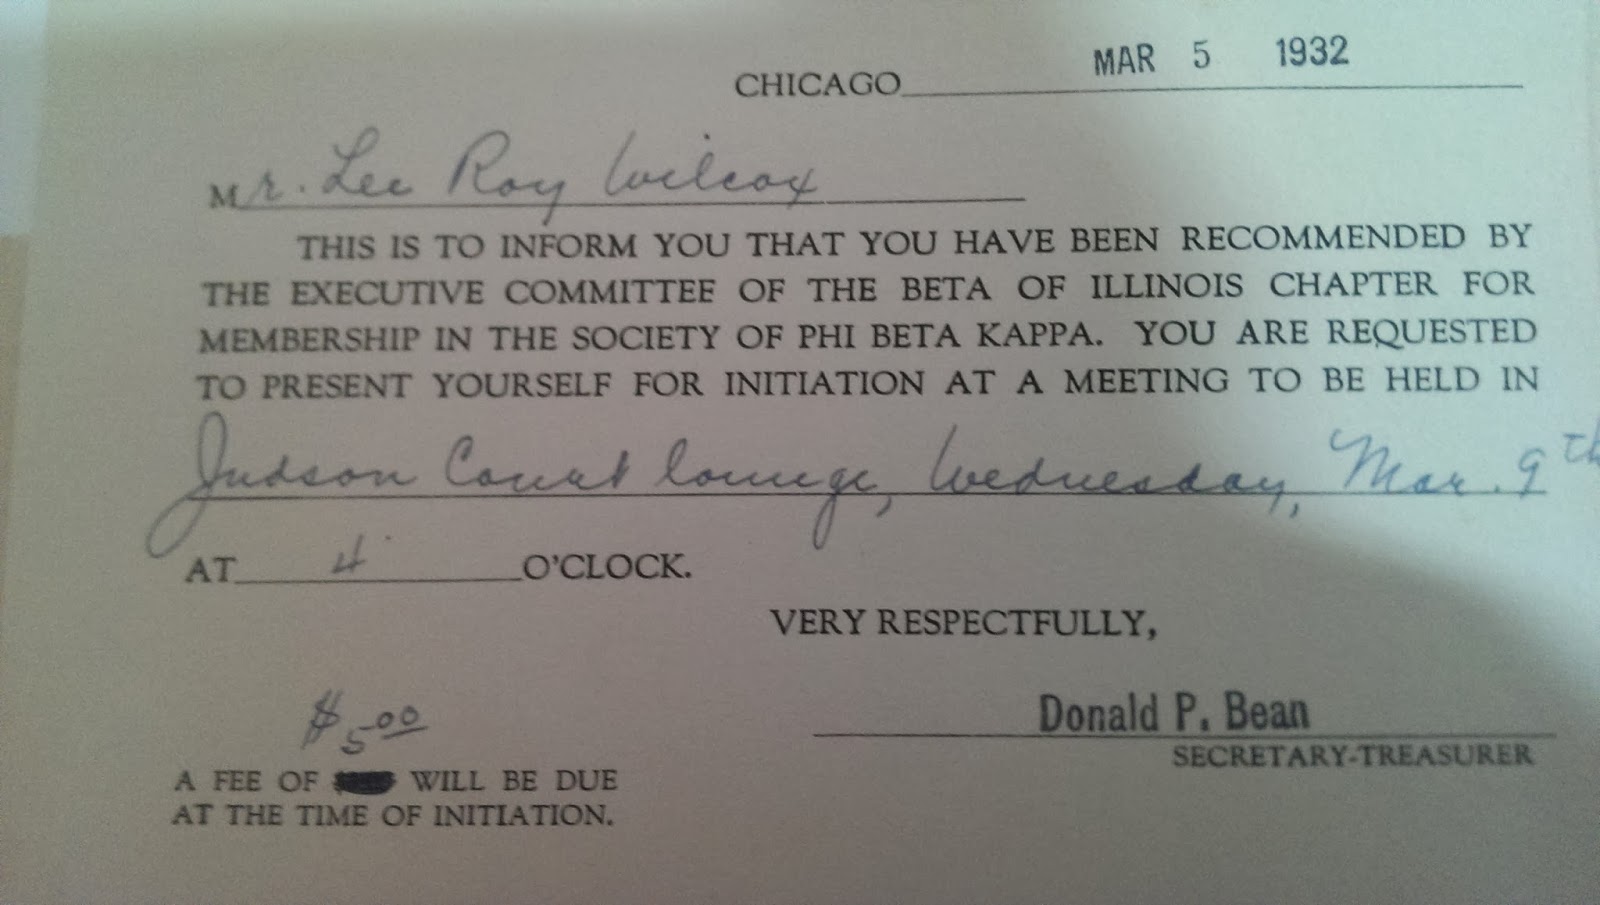 CHICAGO MAR 5 1932
Mr. Lee Roy Wilcox
THIS IS TO INFORM YOU THAT YOU HAVE BEEN RECOMMENDED BY
THE EXECUTIVE COMMITTEE OF THE BETA OF ILLINOIS CHAPTER FOR
MEMBERSHIP IN THE SOCIETY OF PHI BETA KAPPA. YOU ARE REQUESTED
TO PRESENT YOURSELF FOR INITIATION AT A MEETING TO BE HELD IN
Judson Court lounge, Wednesday, Mar. 9th
AT 4 O'CLOCK.
VERY RESPECTFULLY,
Donald P. Bean
SECRETARY-TREASURER
$5.00
A FEE OF WILL BE DUE
AT THE TIME OF INITIATION.